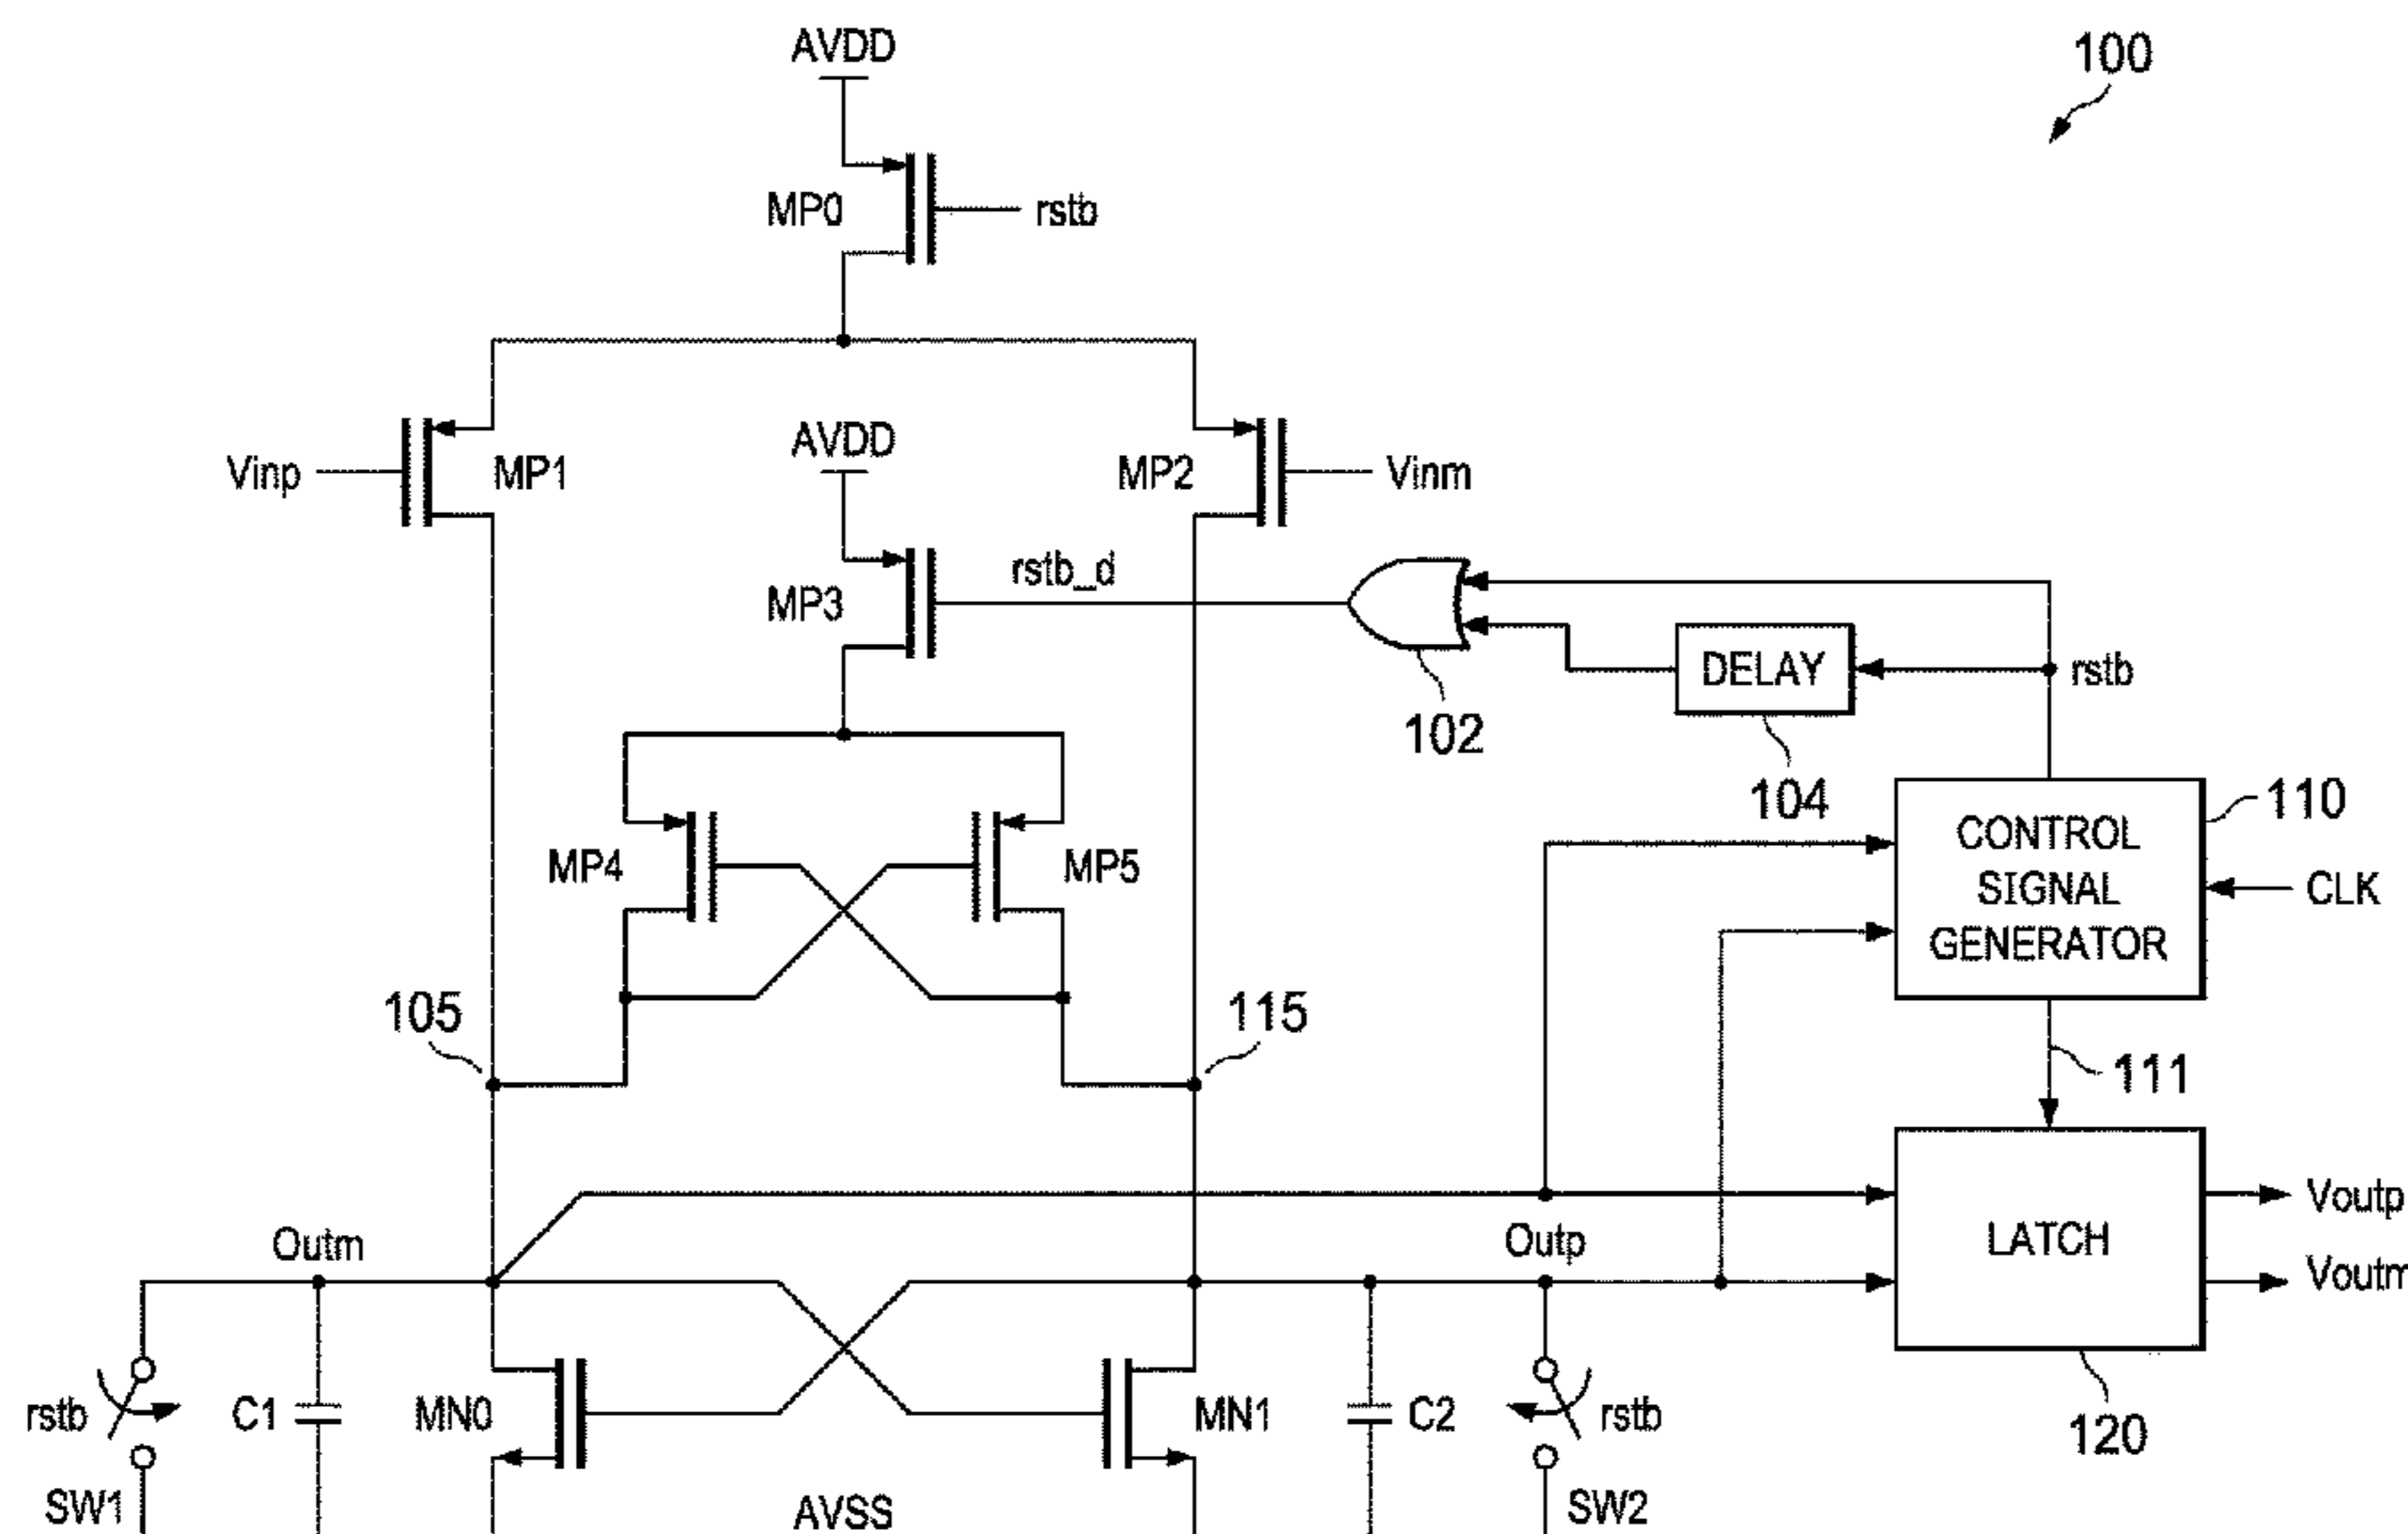 AVDD
100
MP0
rstb
AVDD
Vinp
MP1
MP2
Vinm
rstb_d
MP3
DELAY
rstb
102
104
110
CONTROL
SIGNAL
GENERATOR
CLK
MP4
MP5
105
115
111
Voutp
Outm
Outp
LATCH
Voutm
rstb
C1
MN0
MN1
C2
rstb
120
SW1
AVSS
SW2